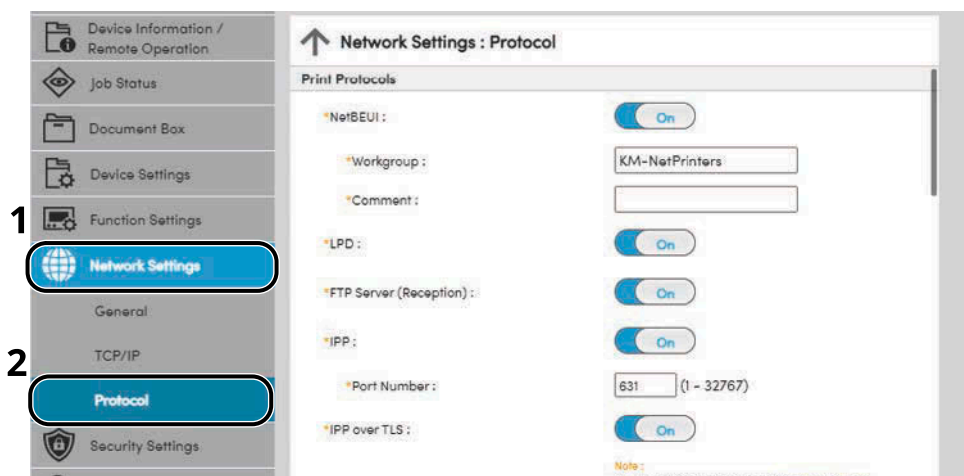 Device Information /
Remote Operation
Job Status
Document Box
Device Settings
1
Function Settings
Network Settings
General
TCP/IP
2
Protocol
Security Settings
Network Settings : Protocol
Print Protocols
*NetBEUI :
On
*Workgroup :
KM-NetPrinters
*Comment :
*LPD :
On
*FTP Server (Reception) :
On
*IPP :
On
*Port Number :
631 (1 - 32767)
*IPP over TLS :
On
Note :